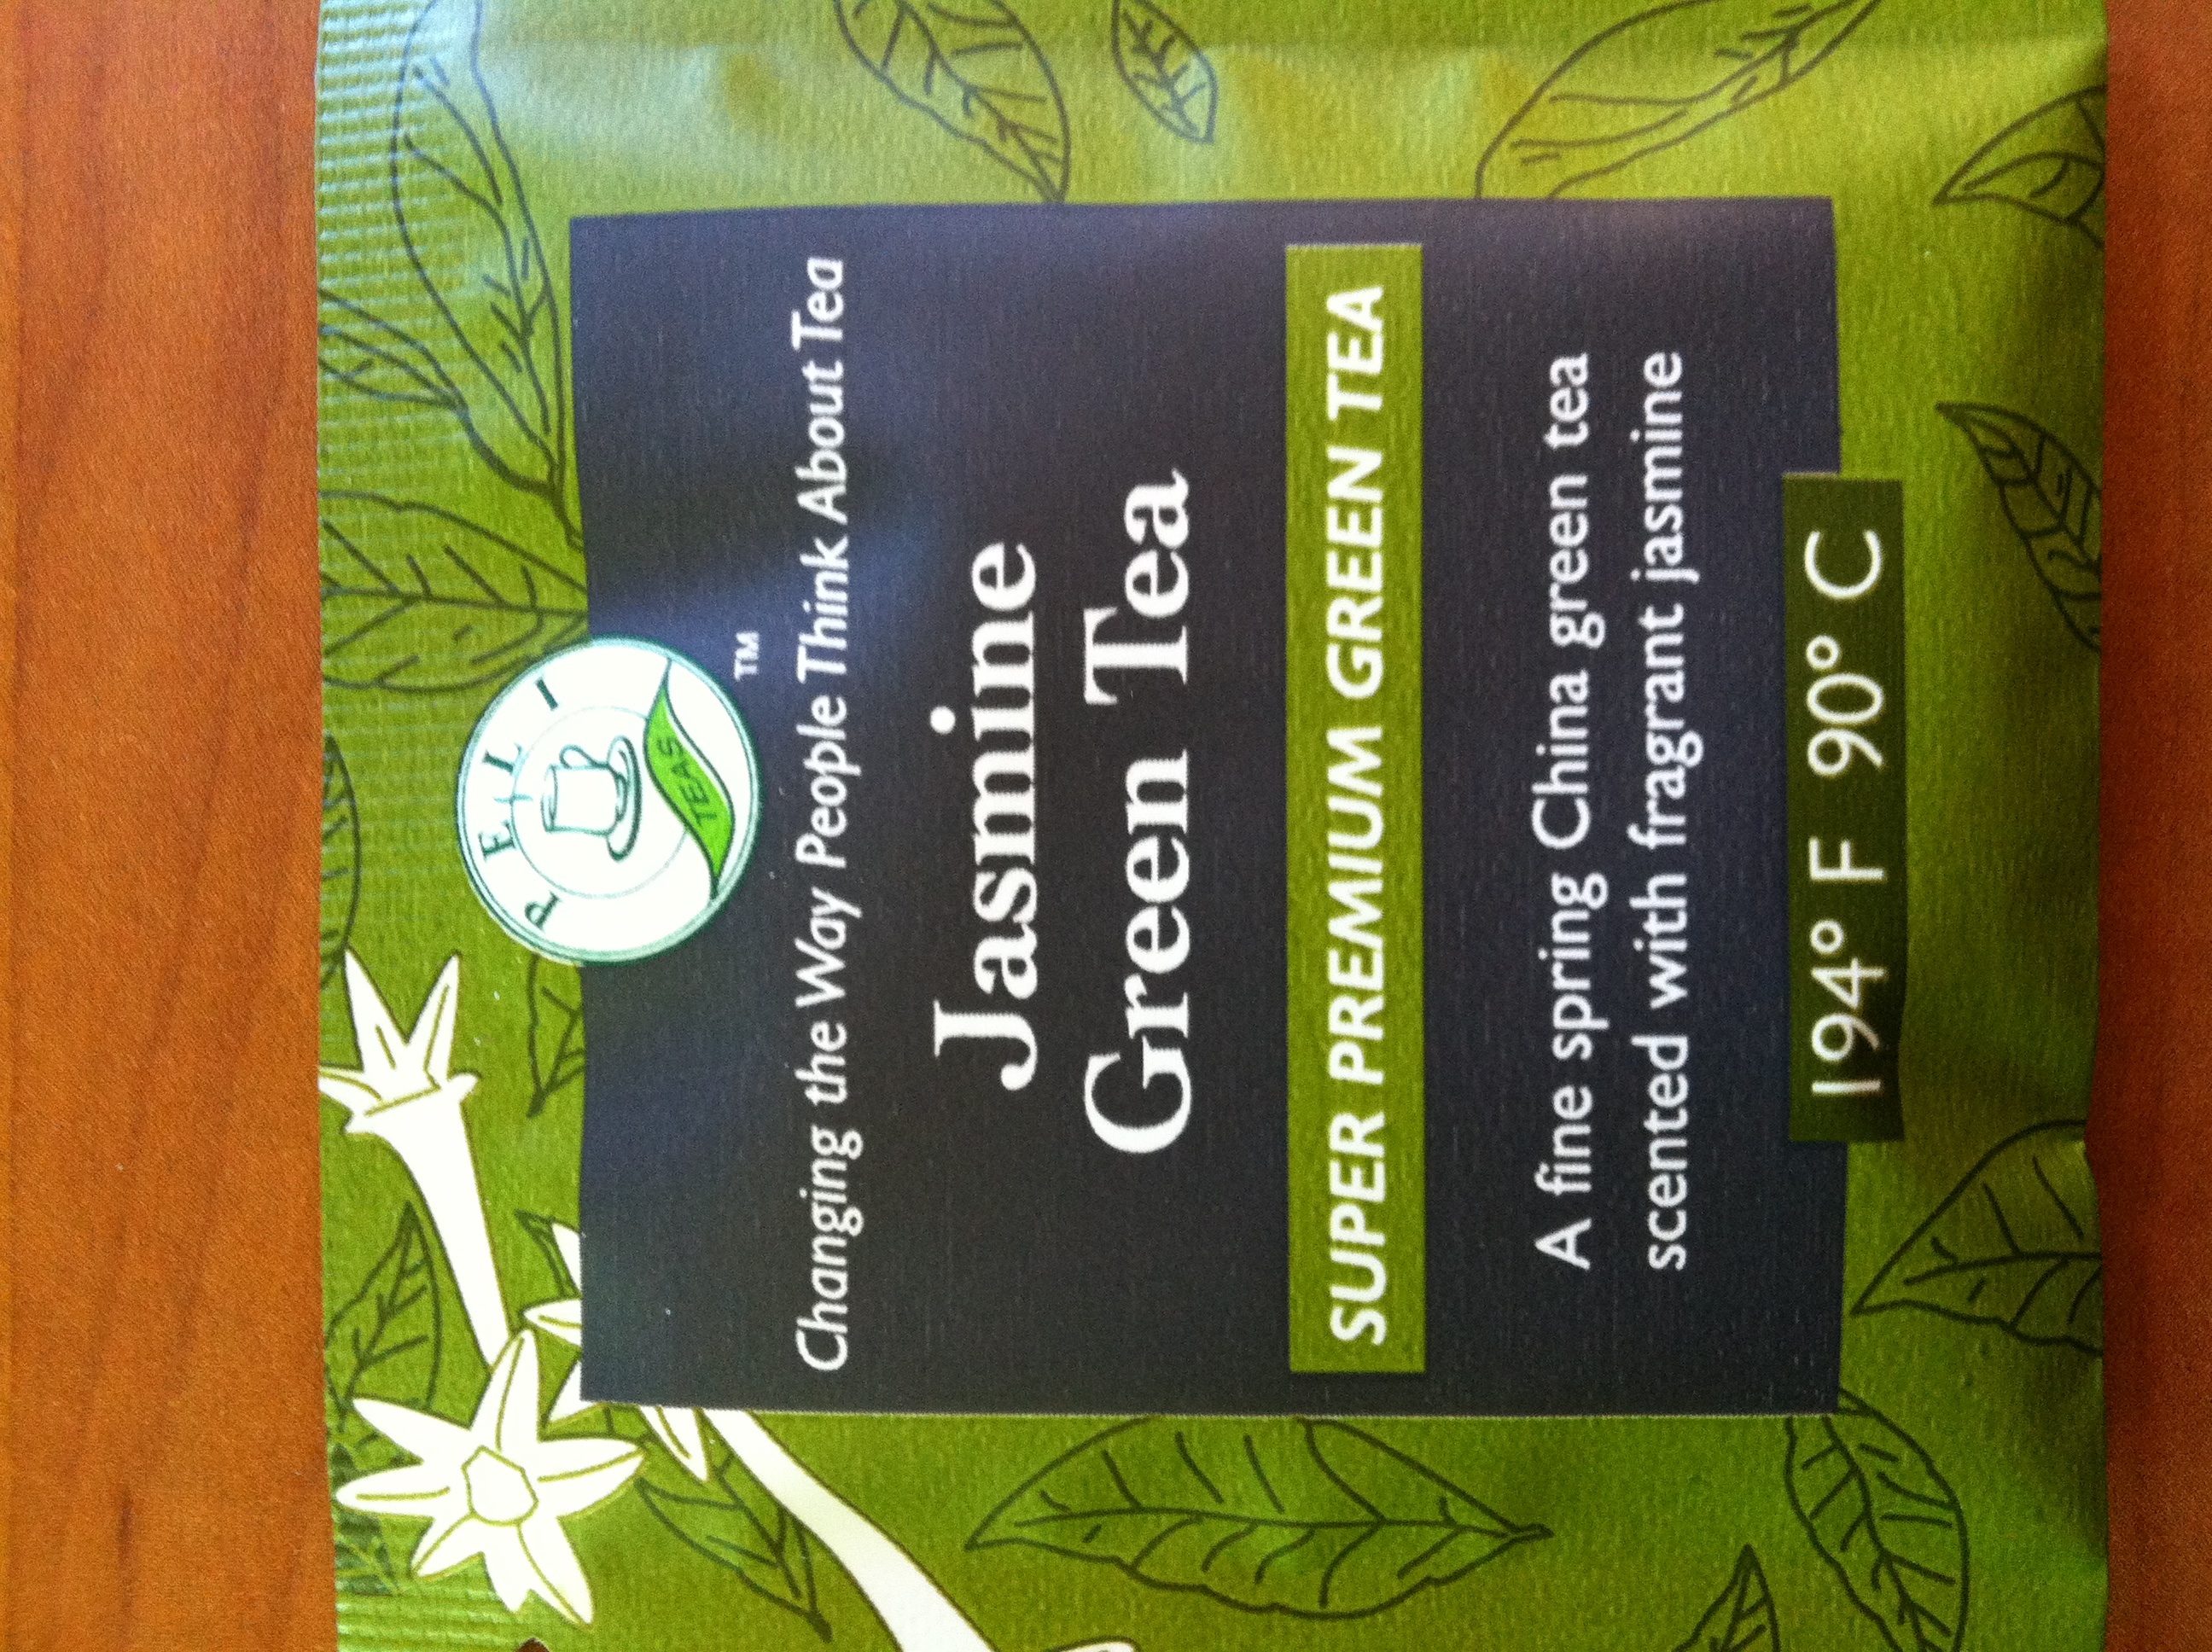 PELI
TEAS
TM
Changing the Way People Think About Tea
Jasmine
Green Tea
SUPER PREMIUM GREEN TEA
A fine spring China green tea
scented with fragrant jasmine
194° F 90° C